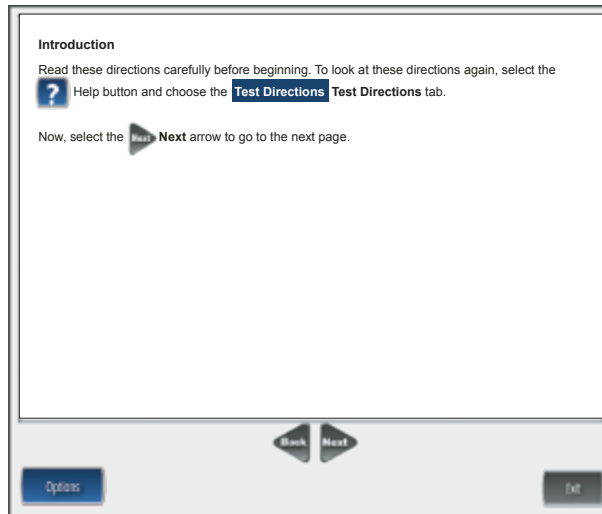 Introduction
Read these directions carefully before beginning. To look at these directions again, select the
? Help button and choose the Test Directions Test Directions tab.
Now, select the Next Next arrow to go to the next page.
Back Next
Options Exit